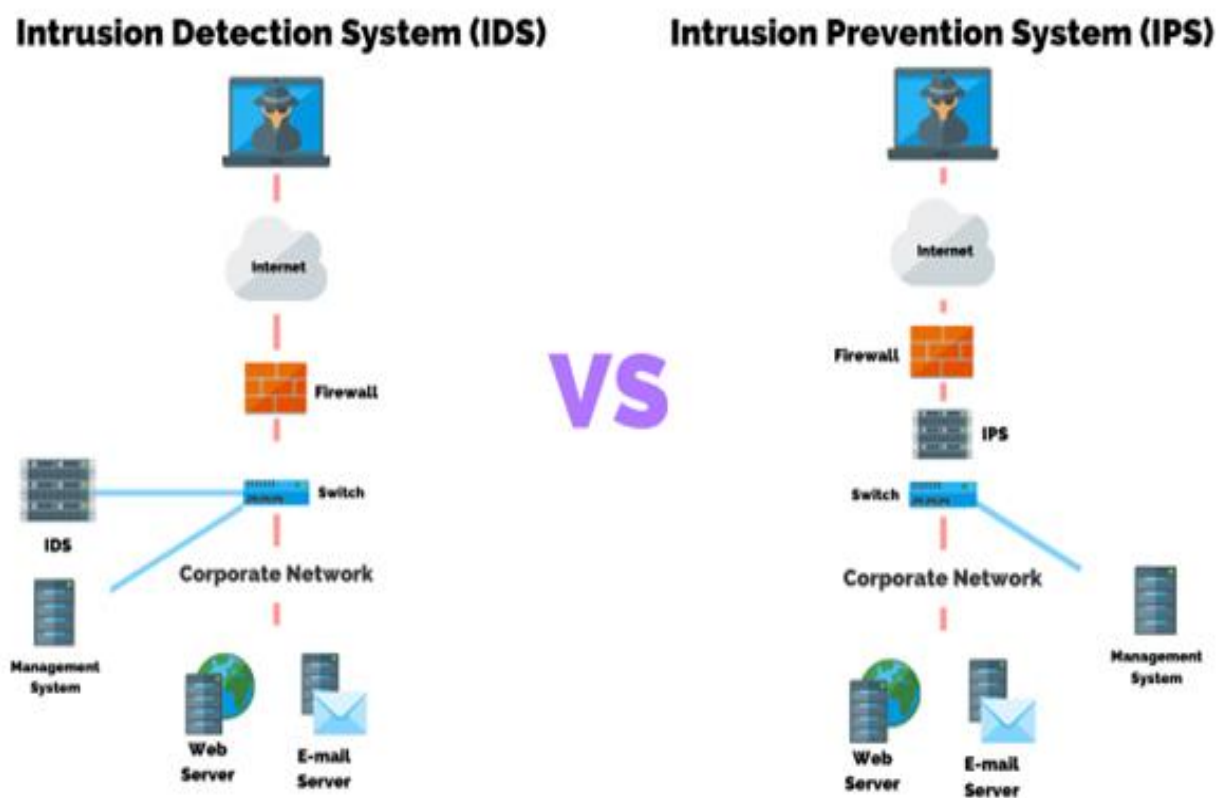 Intrusion Detection System (IDS)
Internet
Firewall
Switch
IDS
Corporate Network
Management
System
Web
Server
E-mail
Server
VS
Intrusion Prevention System (IPS)
Internet
Firewall
IPS
Switch
Corporate Network
Management
System
Web
Server
E-mail
Server